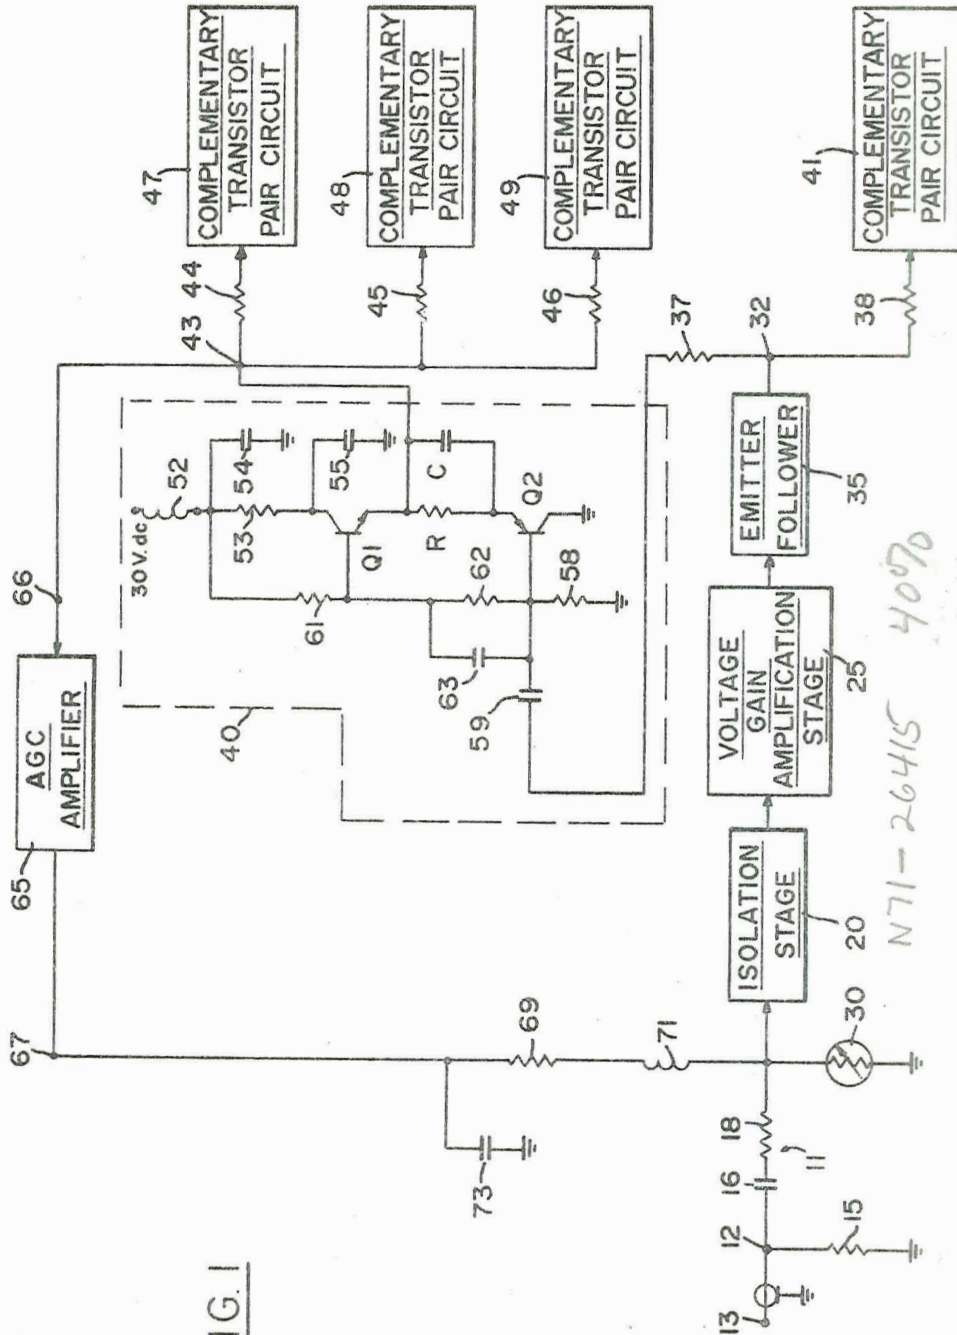 COMPLEMENTARY
TRANSISTOR
PAIR CIRCUIT
47
COMPLEMENTARY
TRANSISTOR
PAIR CIRCUIT
48
COMPLEMENTARY
TRANSISTOR
PAIR CIRCUIT
49
COMPLEMENTARY
TRANSISTOR
PAIR CIRCUIT
41
44
43
45
46
37
32
38
66
AGC
AMPLIFIER
65
67
30 V. dc
52
54
53
55
61
Q1
R
C
62
63
Q2
58
59
40
EMITTER
FOLLOWER
35
VOLTAGE
GAIN
AMPLIFICATION
STAGE
25
ISOLATION
STAGE
20
N71-26415
69
71
73
30
18
11
16
12
15
13
IG. 1